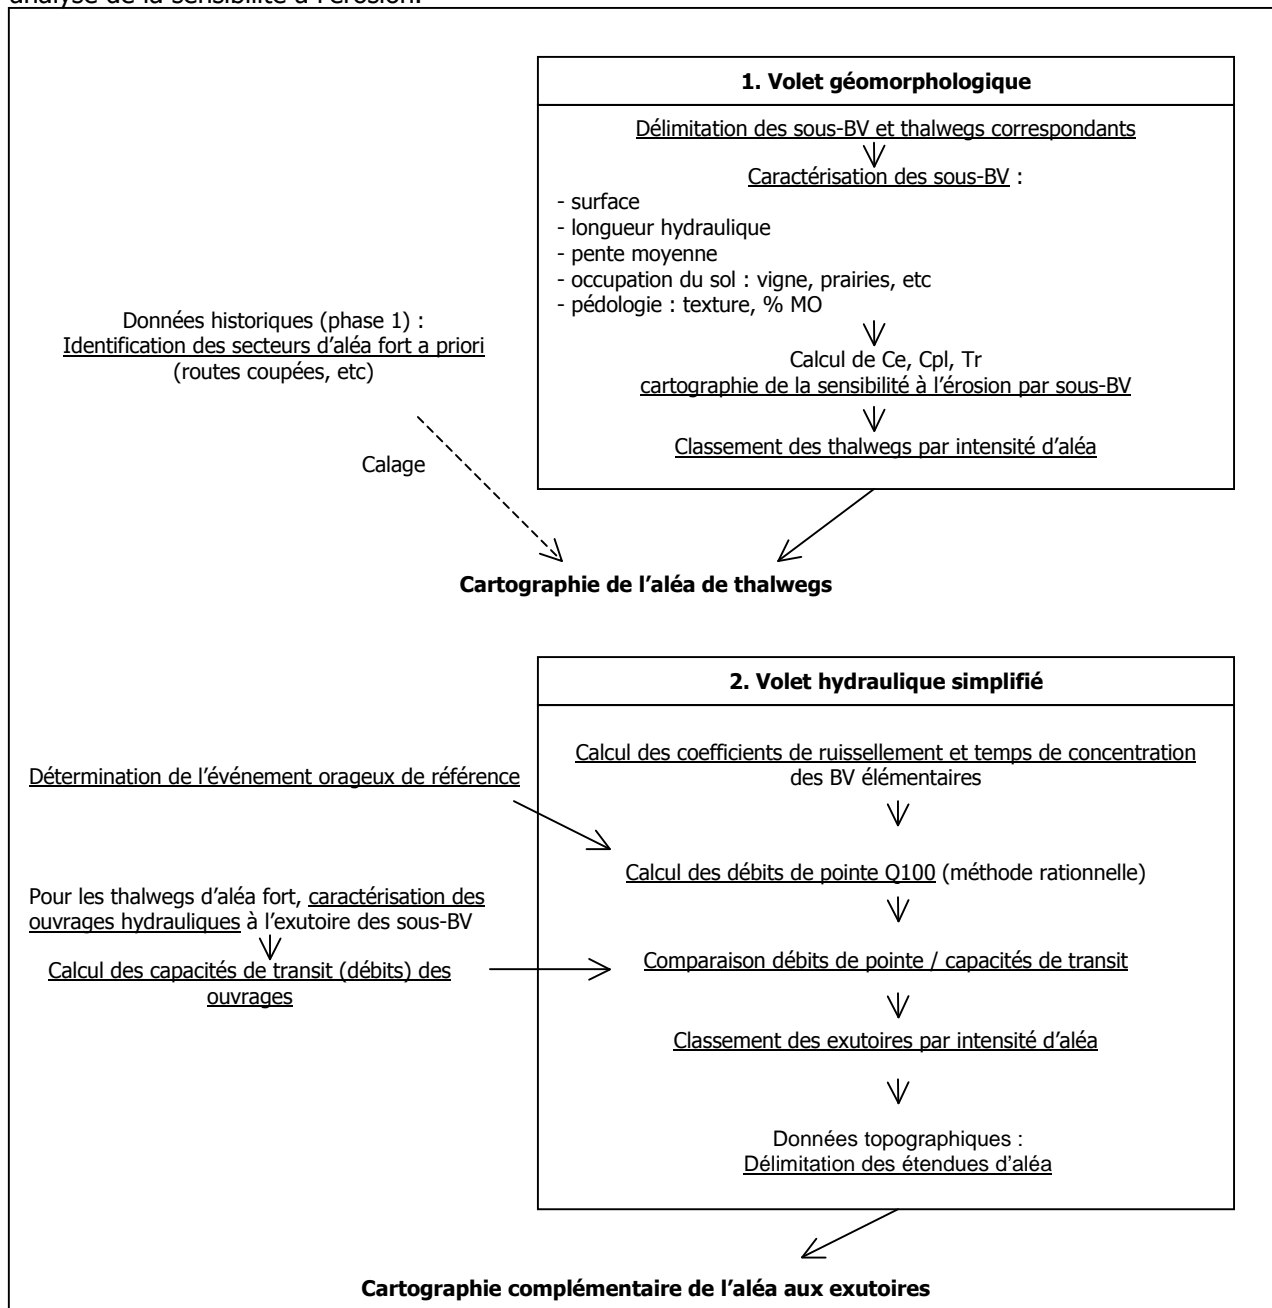 analyse de la sensibilité à l'érosion.
1. Volet géomorphologique
Délimitation des sous-BV et thalwegs correspondants
Caractérisation des sous-BV :
- surface
- longueur hydraulique
- pente moyenne
- occupation du sol : vigne, prairies, etc
- pédologie : texture, % MO
Données historiques (phase 1) :
Identification des secteurs d'aléa fort a priori
(routes coupées, etc)
Calcul de Ce, Cpl, Tr
cartographie de la sensibilité à l'érosion par sous-BV
Classement des thalwegs par intensité d'aléa
Calage
Cartographie de l'aléa de thalwegs
2. Volet hydraulique simplifié
Calcul des coefficients de ruissellement et temps de concentration
des BV élémentaires
Détermination de l'événement orageux de référence
Calcul des débits de pointe Q100 (méthode rationnelle)
Pour les thalwegs d'aléa fort, caractérisation des
ouvrages hydrauliques à l'exutoire des sous-BV
Calcul des capacités de transit (débits) des
ouvrages
Comparaison débits de pointe / capacités de transit
Classement des exutoires par intensité d'aléa
Données topographiques :
Délimitation des étendues d'aléa
Cartographie complémentaire de l'aléa aux exutoires